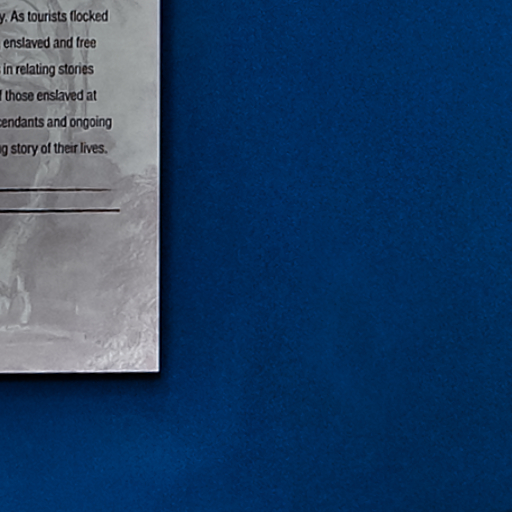 y. As tourists flocked
enslaved and free
in relating stories
f those enslaved at
cendants and ongoing
g story of their lives.